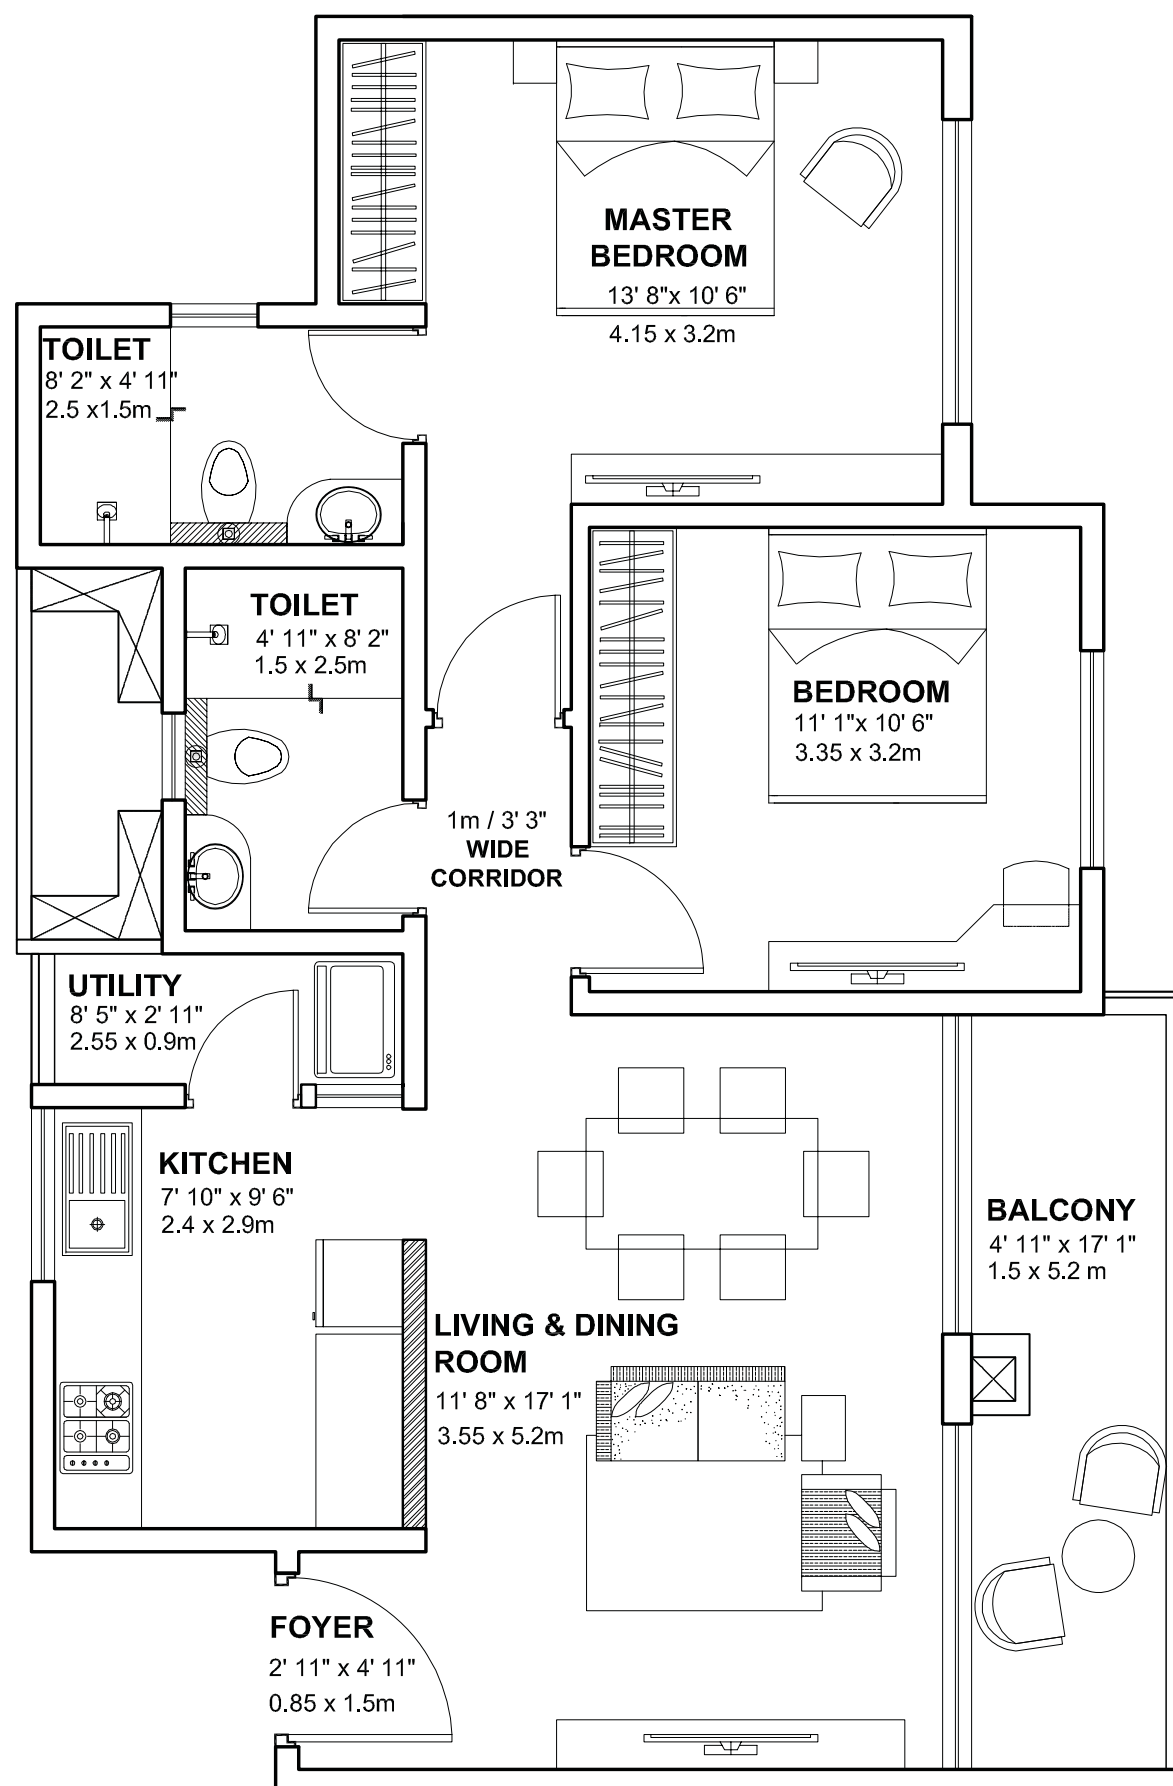 MASTER
BEDROOM
13' 8"x 10' 6"
4.15 x 3.2m
TOILET
8' 2" x 4' 11"
2.5 x1.5m
TOILET
4' 11" x 8' 2"
1.5 x 2.5m
BEDROOM
11' 1"x 10' 6"
3.35 x 3.2m
1m / 3' 3"
WIDE
CORRIDOR
UTILITY
8' 5" x 2' 11"
2.55 x 0.9m
KITCHEN
7' 10" x 9' 6"
2.4 x 2.9m
BALCONY
4' 11" x 17' 1"
1.5 x 5.2 m
LIVING & DINING
ROOM
11' 8" x 17' 1"
3.55 x 5.2m
FOYER
2' 11" x 4' 11"
0.85 x 1.5m